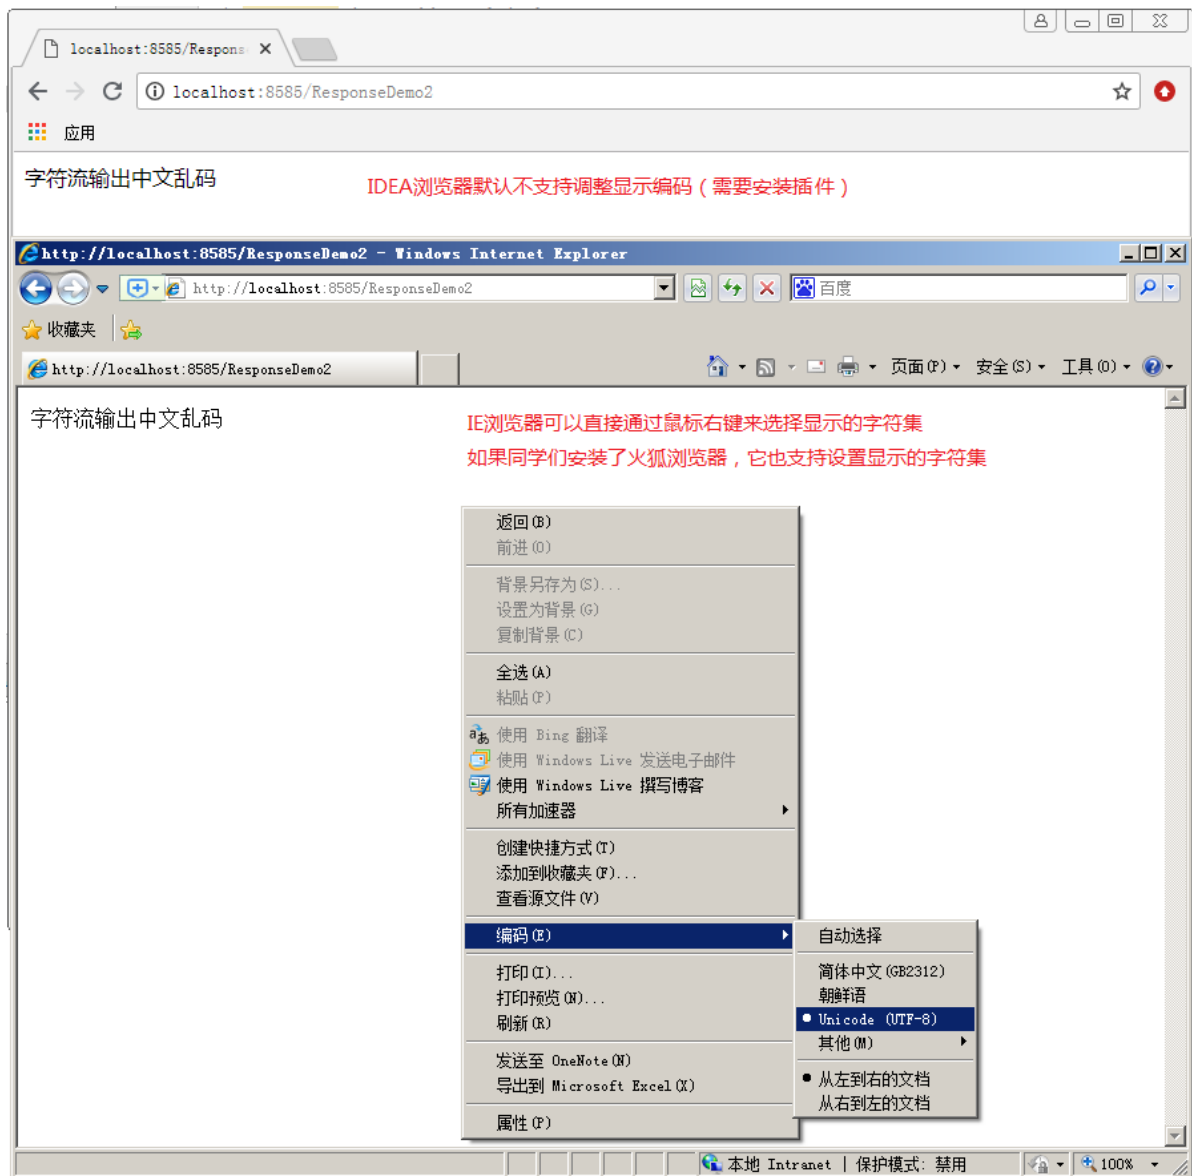 localhost:8585/Respons
localhost:8585/ResponseDemo2
应用
字符流输出中文乱码
IDEA浏览器默认不支持调整显示编码（需要安装插件）
http://localhost:8585/ResponseDemo2 - Windows Internet Explorer
http://localhost:8585/ResponseDemo2
百度
收藏夹
http://localhost:8585/ResponseDemo2
页面(P)
安全(S)
工具(O)
字符流输出中文乱码
IE浏览器可以直接通过鼠标右键来选择显示的字符集
如果同学们安装了火狐浏览器，它也支持设置显示的字符集
返回(B)
前进(O)
背景另存为(S)...
设置为背景(G)
复制背景(C)
全选(A)
粘贴(P)
使用 Bing 翻译
使用 Windows Live 发送电子邮件
使用 Windows Live 撰写博客
所有加速器
创建快捷方式(T)
添加到收藏夹(F)...
查看源文件(V)
编码(E)
自动选择
简体中文(GB2312)
朝鲜语
Unicode (UTF-8)
其他(M)
从左到右的文档
从右到左的文档
打印(I)...
打印预览(N)...
刷新(R)
发送至 OneNote(N)
导出到 Microsoft Excel(X)
属性(P)
本地 Intranet | 保护模式: 禁用
100%